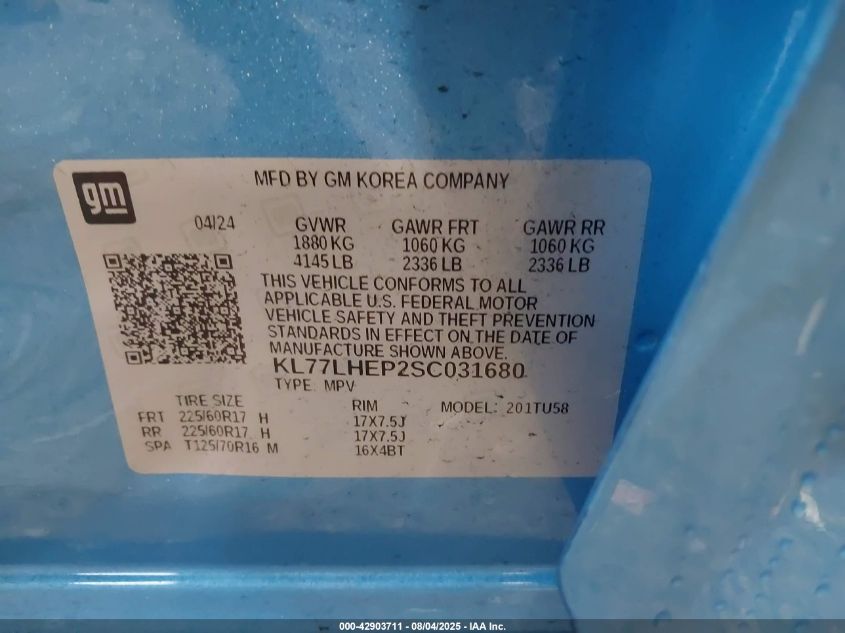 gm
MFD BY GM KOREA COMPANY
04/24 GVWR GAWR FRT GAWR RR
1880 KG 1060 KG 1060 KG
4145 LB 2336 LB 2336 LB
THIS VEHICLE CONFORMS TO ALL
APPLICABLE U.S. FEDERAL MOTOR
VEHICLE SAFETY AND THEFT PREVENTION
STANDARDS IN EFFECT ON THE DATE OF
MANUFACTURE SHOWN ABOVE.
KL77LHEP2SC031680
TYPE: MPV
TIRE SIZE RIM MODEL: 201TU58
FRT 225/60R17 H 17X7.5J
RR 225/60R17 H 17X7.5J
SPA T125/70R16 M 16X4BT
000-42903711 - 08/04/2025 - IAA Inc.